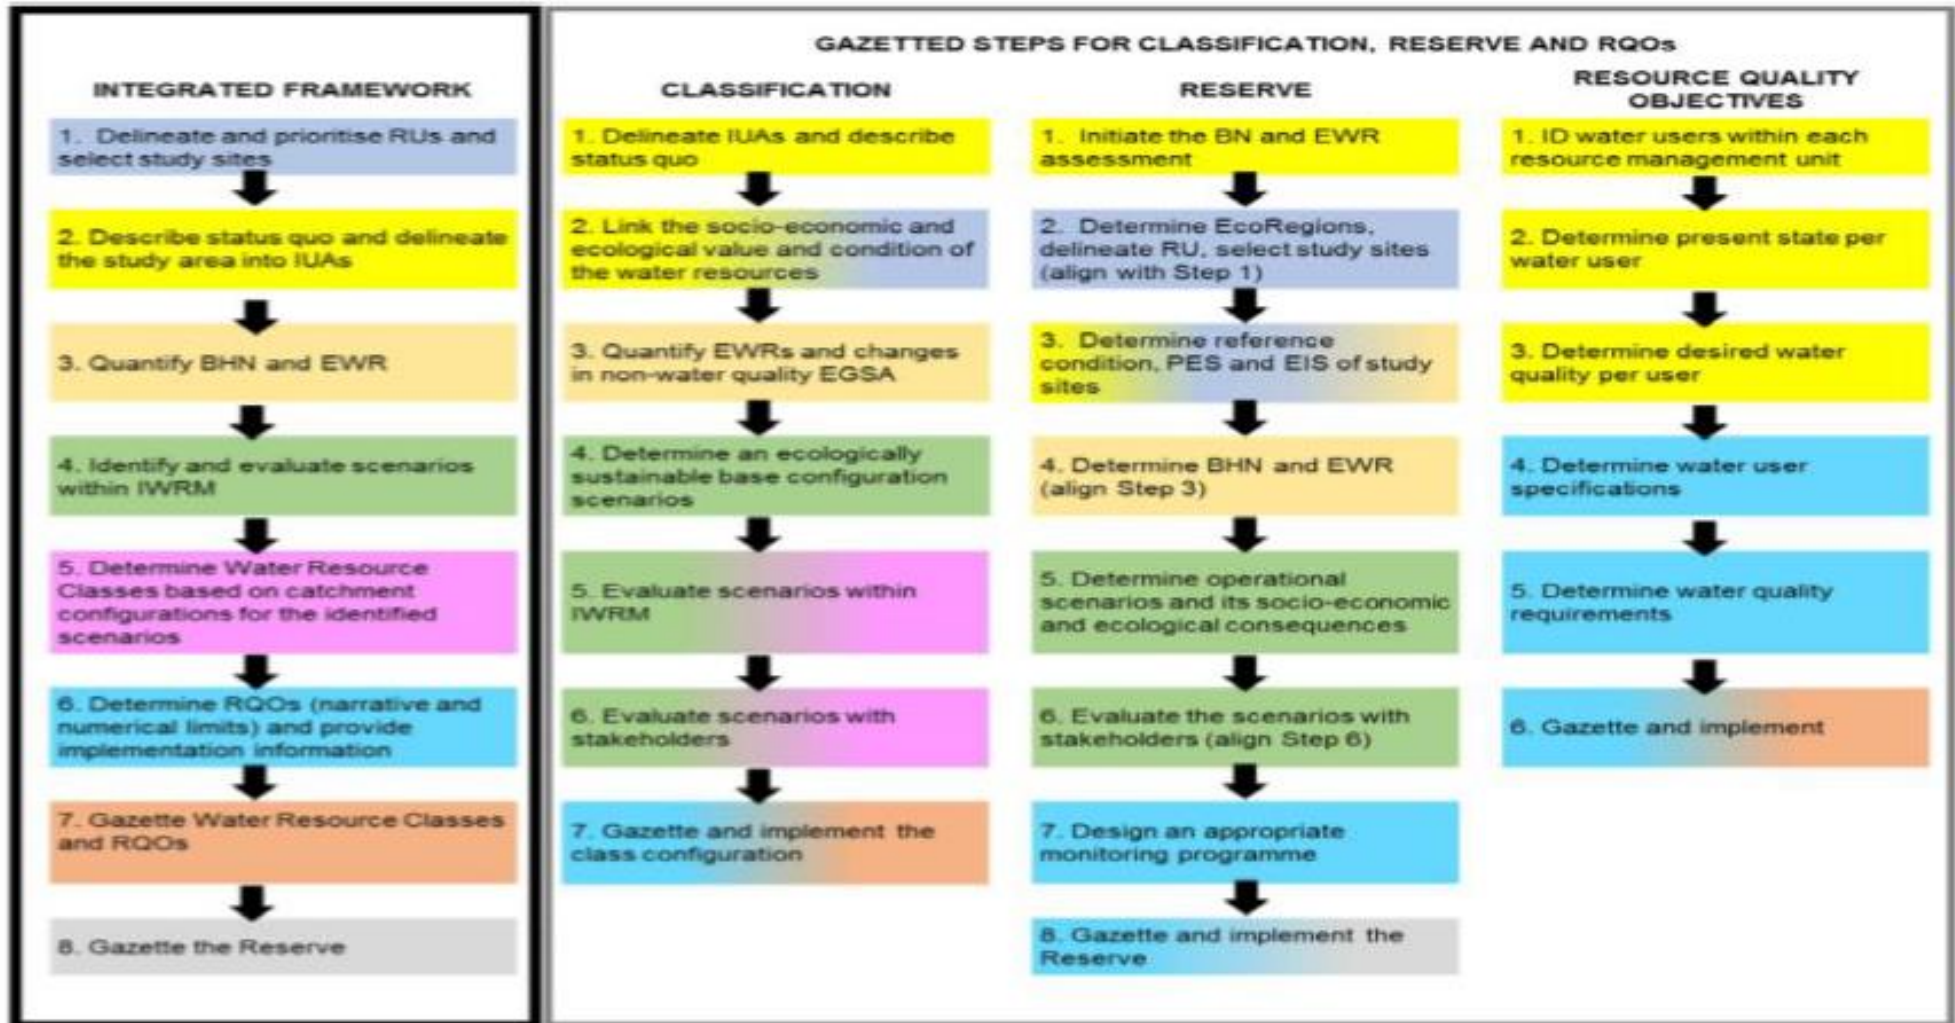 INTEGRATED FRAMEWORK
1. Delineate and prioritise RUs and
select study sites
2. Describe status quo and delineate
the study area into IUAs
3. Quantify BHN and EWR
4. Identify and evaluate scenarios
within IWRM
5. Determine Water Resource
Classes based on catchment
configurations for the identified
scenarios
6. Determine RQOs (narrative and
numerical limits) and provide
implementation information
7. Gazette Water Resource Classes
and RQOs
8. Gazette the Reserve
GAZETTED STEPS FOR CLASSIFICATION, RESERVE AND RQOs
CLASSIFICATION
1. Delineate IUAs and describe
status quo
2. Link the socio-economic and
ecological value and condition of
the water resources
3. Quantify EWRs and changes
in non-water quality EGSA
4. Determine an ecologically
sustainable base configuration
scenarios
5. Evaluate scenarios within
IWRM
6. Evaluate scenarios with
stakeholders
7. Gazette and implement the
class configuration
RESERVE
1. Initiate the BN and EWR
assessment
2. Determine EcoRegions,
delineate RU, select study sites
(align with Step 1)
3. Determine reference
condition, PES and EIS of study
sites
4. Determine BHN and EWR
(align Step 3)
5. Determine operational
scenarios and its socio-economic
and ecological consequences
6. Evaluate the scenarios with
stakeholders (align Step 6)
7. Design an appropriate
monitoring programme
8. Gazette and implement the
Reserve
RESOURCE QUALITY
OBJECTIVES
1. ID water users within each
resource management unit
2. Determine present state per
water user
3. Determine desired water
quality per user
4. Determine water user
specifications
5. Determine water quality
requirements
6. Gazette and implement